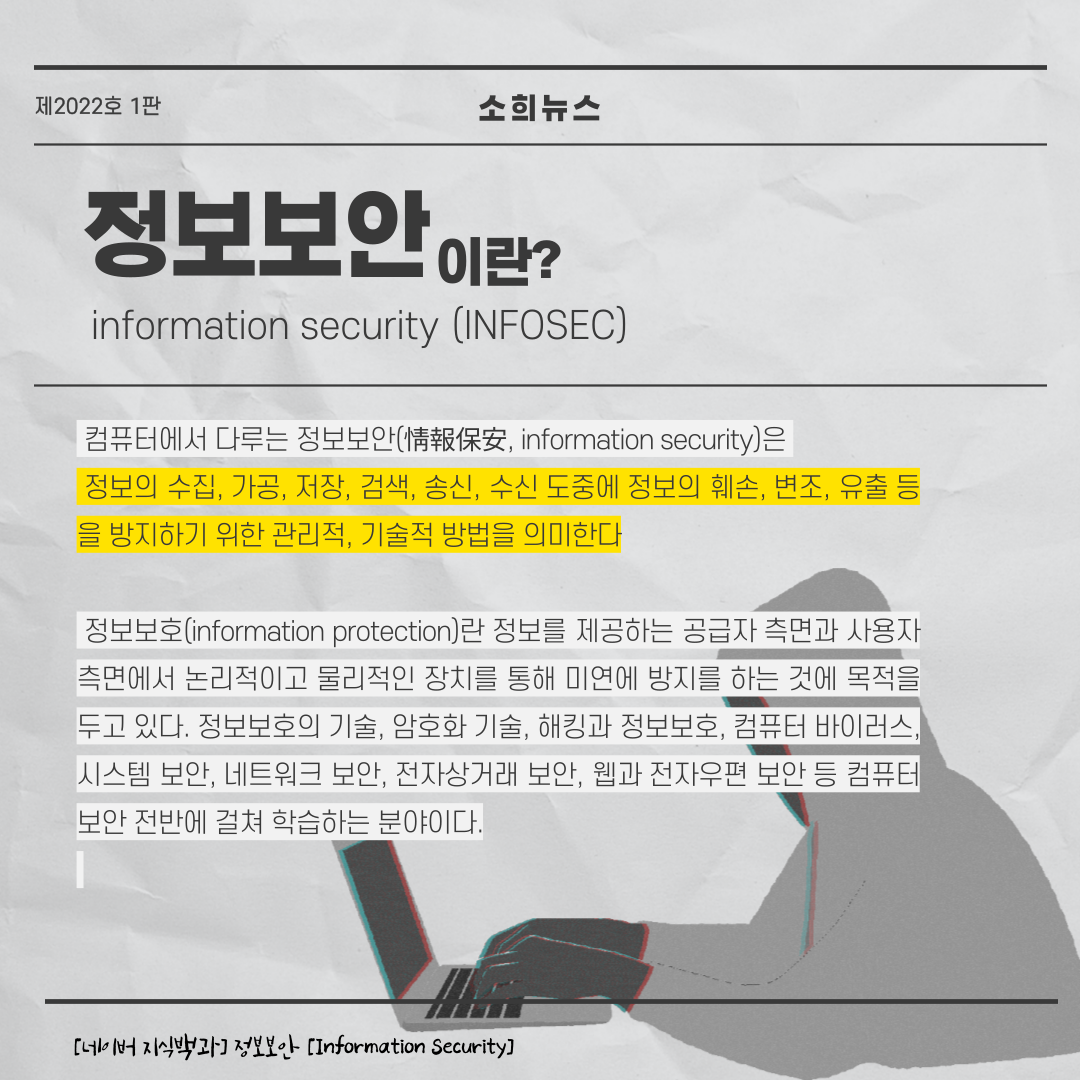 제2022호 1판
소희뉴스
정보보안이란?
information security (INFOSEC)
컴퓨터에서 다루는 정보보안(情報保安, information security)은
정보의 수집, 가공, 저장, 검색, 송신, 수신 도중에 정보의 훼손, 변조, 유출 등
을 방지하기 위한 관리적, 기술적 방법을 의미한다
정보보호(information protection)란 정보를 제공하는 공급자 측면과 사용자
측면에서 논리적이고 물리적인 장치를 통해 미연에 방지를 하는 것에 목적을
두고 있다. 정보보호의 기술, 암호화 기술, 해킹과 정보보호, 컴퓨터 바이러스,
시스템 보안, 네트워크 보안, 전자상거래 보안, 웹과 전자우편 보안 등 컴퓨터
보안 전반에 걸쳐 학습하는 분야이다.
[네이버 지식백과] 정보보안 [Information Security]